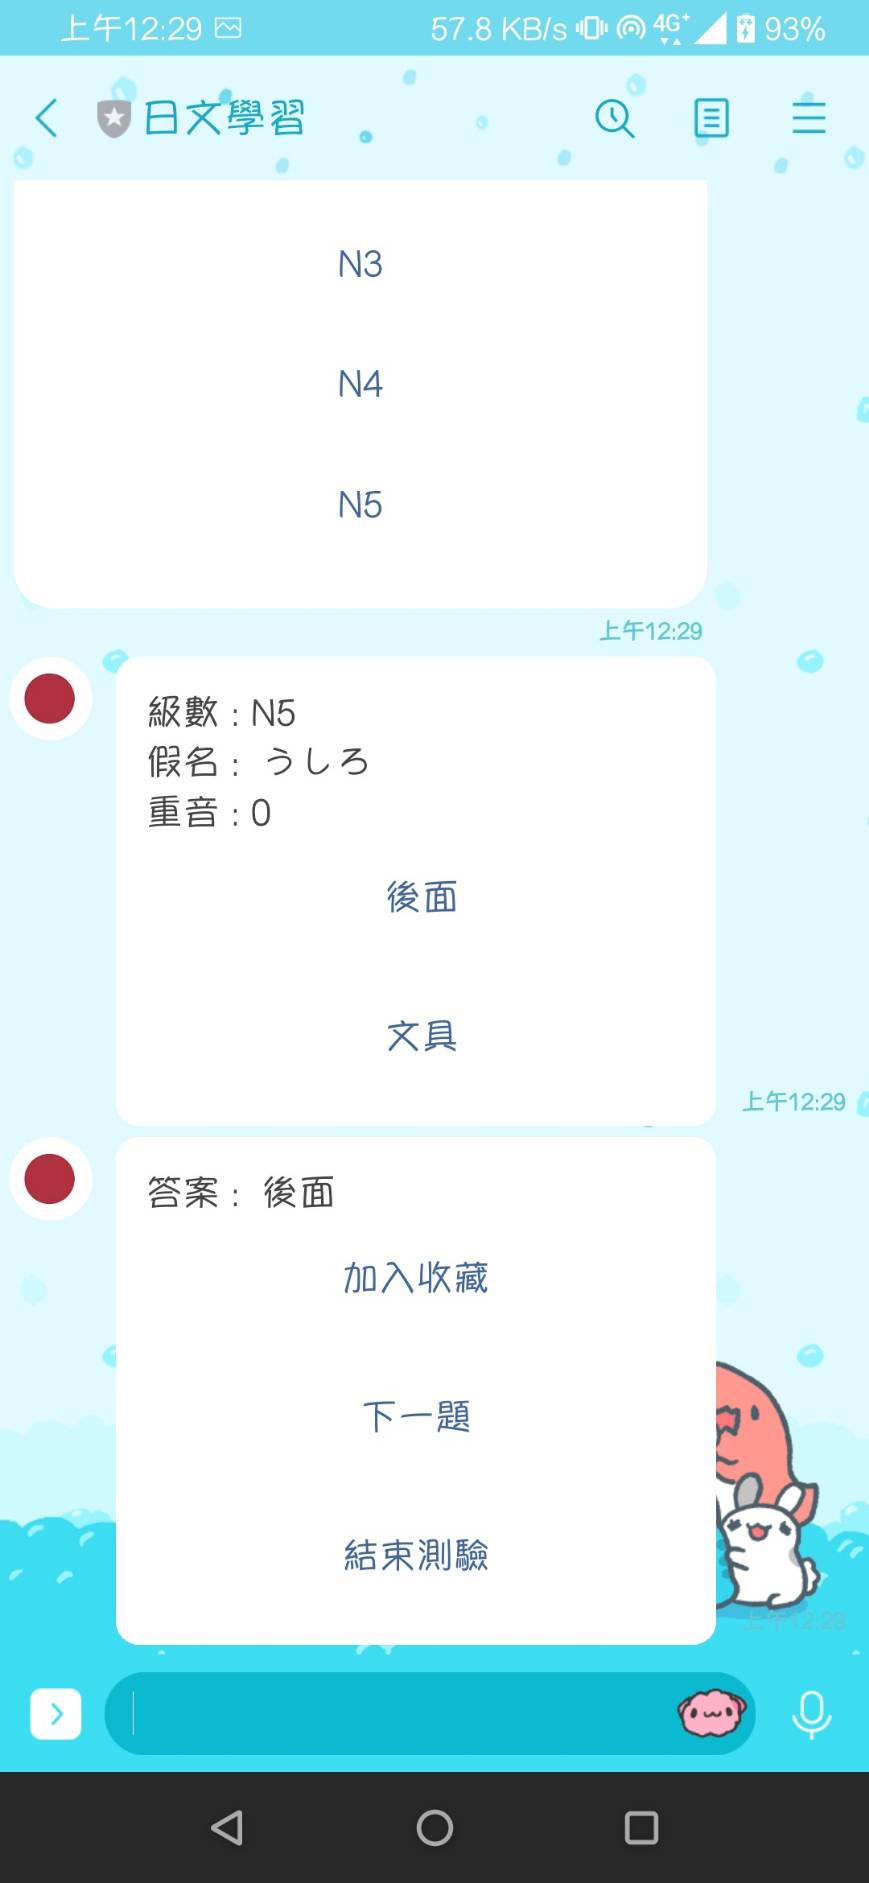 上午12:29
57.8 KB/s 4G+ 93%
日文學習
N3
N4
N5
上午12:29
級數 : N5
假名 : うしろ
重音 : 0
後面
文具
上午12:29
答案 : 後面
加入收藏
下一題
結束測驗
上午12:29